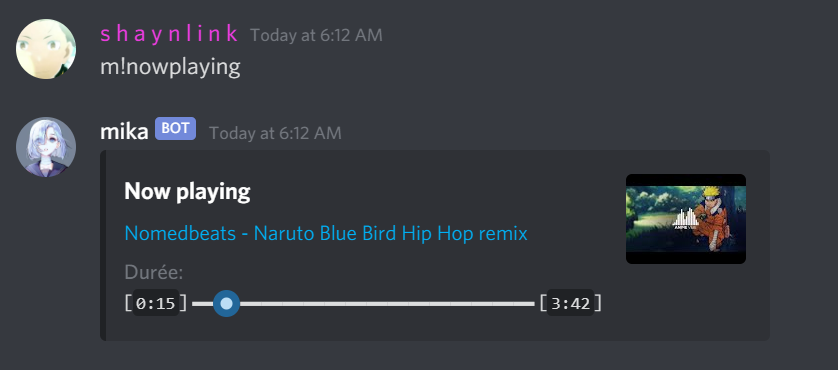 s h a y n l i n k Today at 6:12 AM
m!nowplaying
mika BOT Today at 6:12 AM
Now playing
Nomedbeats - Naruto Blue Bird Hip Hop remix
Durée:
[0:15] [3:42]